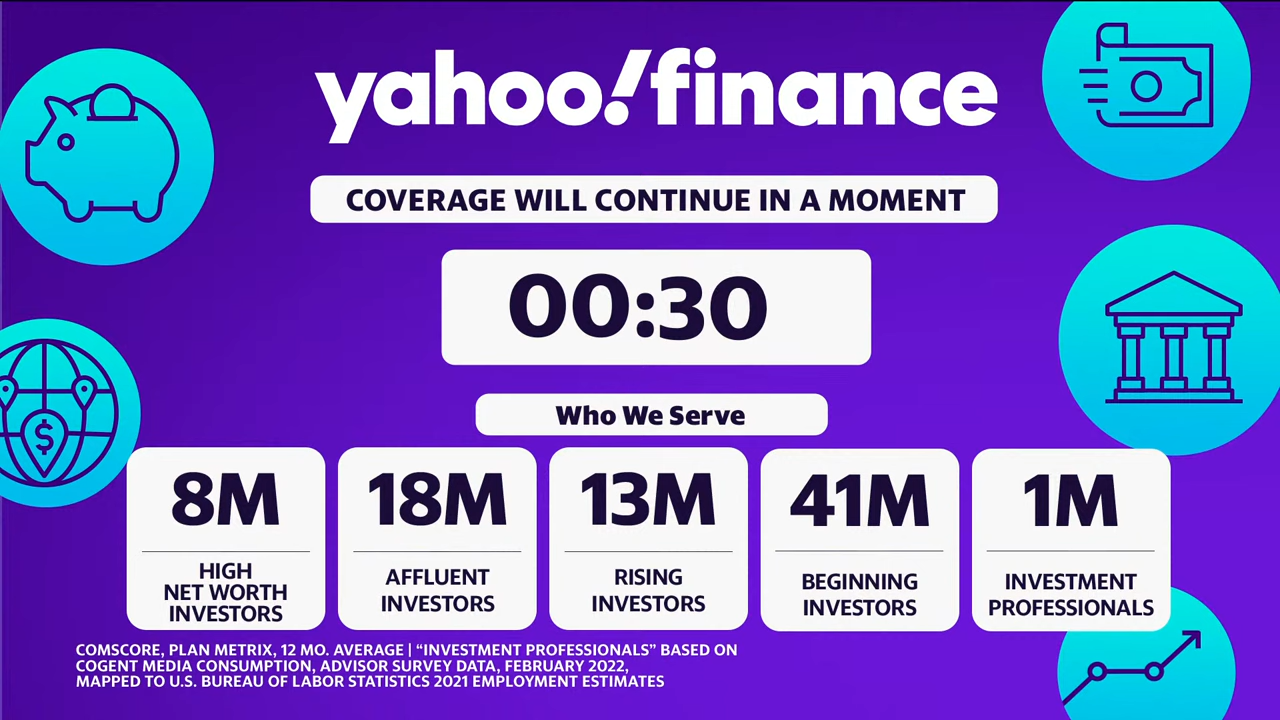 yahoo!finance
COVERAGE WILL CONTINUE IN A MOMENT
00:30
Who We Serve
8M
HIGH
NET WORTH
INVESTORS
18M
AFFLUENT
INVESTORS
13M
RISING
INVESTORS
41M
BEGINNING
INVESTORS
1M
INVESTMENT
PROFESSIONALS
COMSCORE, PLAN METRIX, 12 MO. AVERAGE | “INVESTMENT PROFESSIONALS” BASED ON
COGENT MEDIA CONSUMPTION, ADVISOR SURVEY DATA, FEBRUARY 2022,
MAPPED TO U.S. BUREAU OF LABOR STATISTICS 2021 EMPLOYMENT ESTIMATES
$